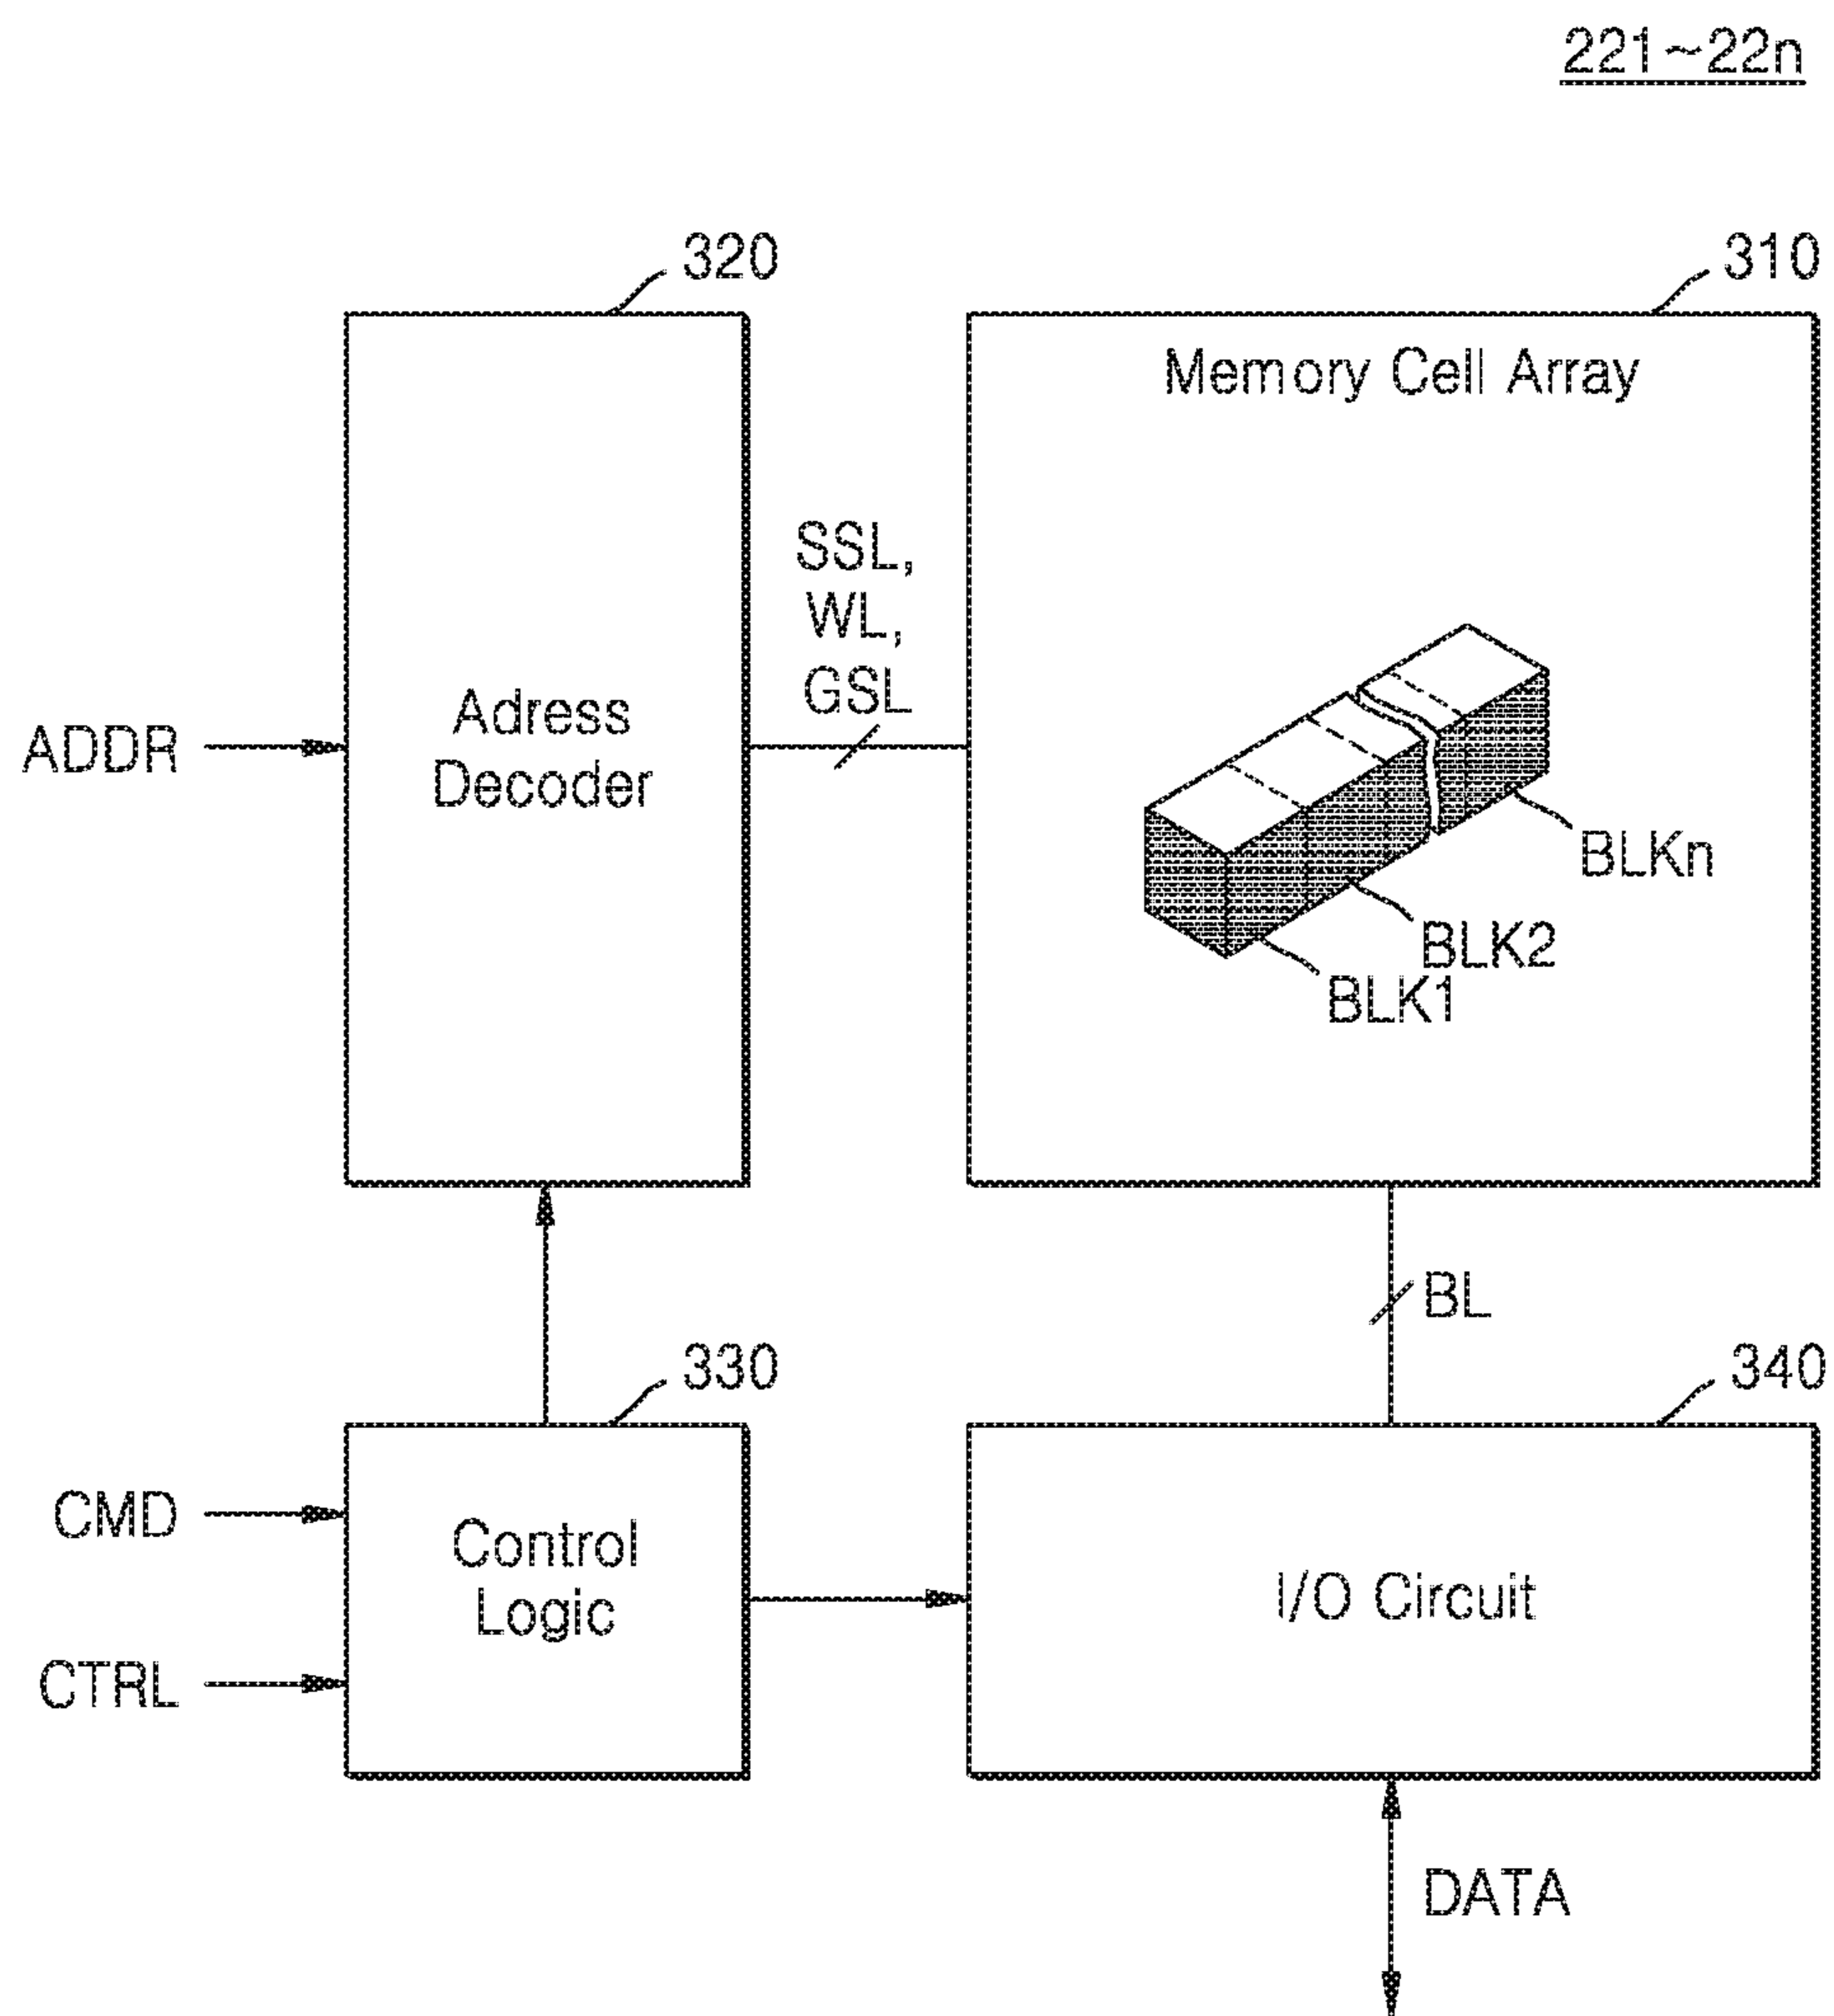 221~22n
320
310
Memory Cell Array
SSL,
WL,
GSL
Adress
Decoder
ADDR
BLKn
BLK2
BLK1
BL
330
340
CMD
Control
Logic
CTRL
I/O Circuit
DATA